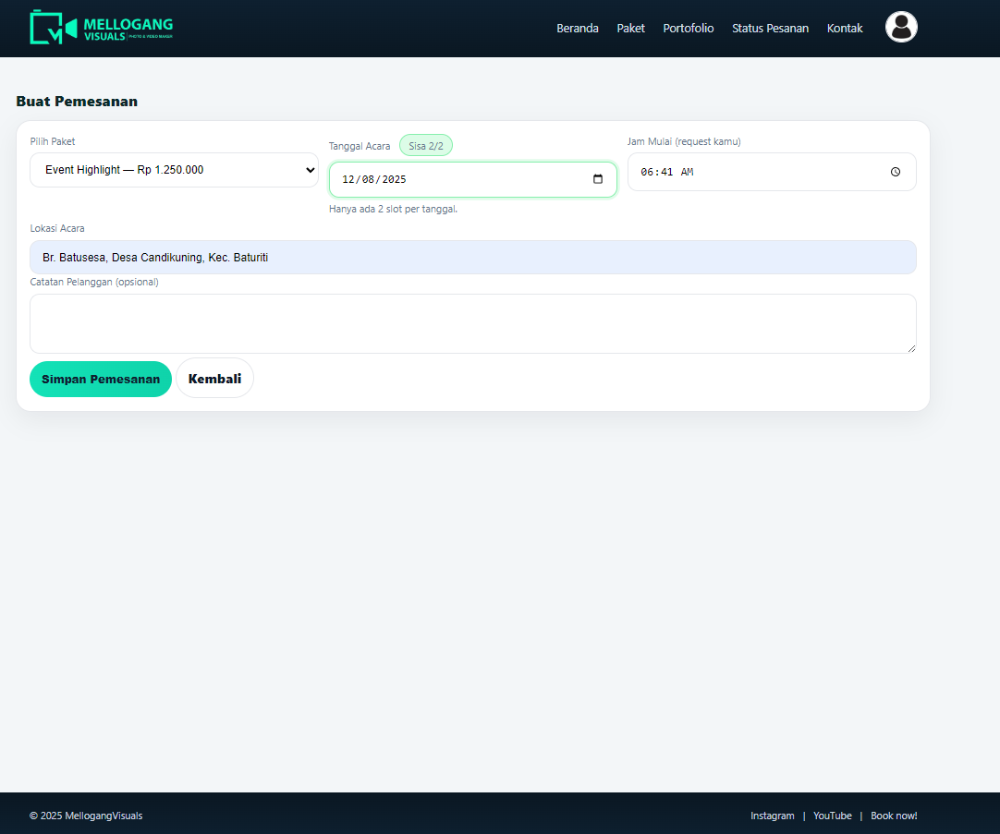 MELLOGANG
VISUALS | PHOTO & VIDEO MAKER
Beranda Paket Portofolio Status Pesanan Kontak
Buat Pemesanan
Pilih Paket
Event Highlight — Rp 1.250.000
Tanggal Acara Sisa 2/2
12/08/2025
Hanya ada 2 slot per tanggal.
Jam Mulai (request kamu)
06:41 AM
Lokasi Acara
Br. Batusesa, Desa Candikuning, Kec. Baturiti
Catatan Pelanggan (opsional)
Simpan Pemesanan Kembali
© 2025 MellogangVisuals
Instagram | YouTube | Book now!